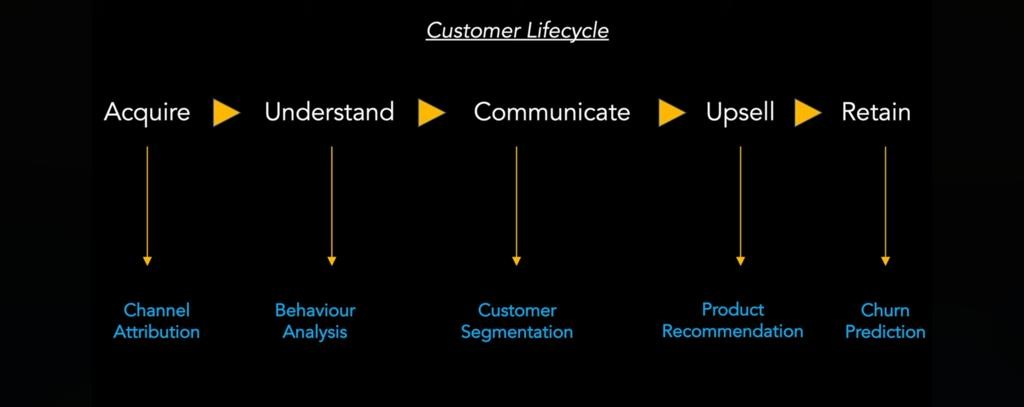 Customer Lifecycle
Acquire Understand Communicate Upsell Retain
Channel
Attribution
Behaviour
Analysis
Customer
Segmentation
Product
Recommendation
Churn
Prediction